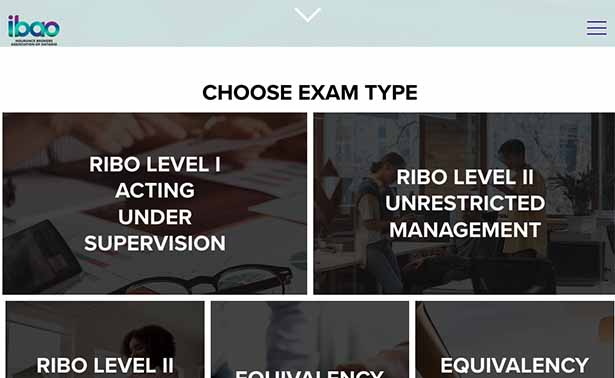 ibao
INSURANCE BROKERS
ASSOCIATION OF ONTARIO
CHOOSE EXAM TYPE
RIBO LEVEL I
ACTING
UNDER
SUPERVISION
RIBO LEVEL II
UNRESTRICTED
MANAGEMENT
RIBO LEVEL II
EQUIVALENCY
EQUIVALENCY